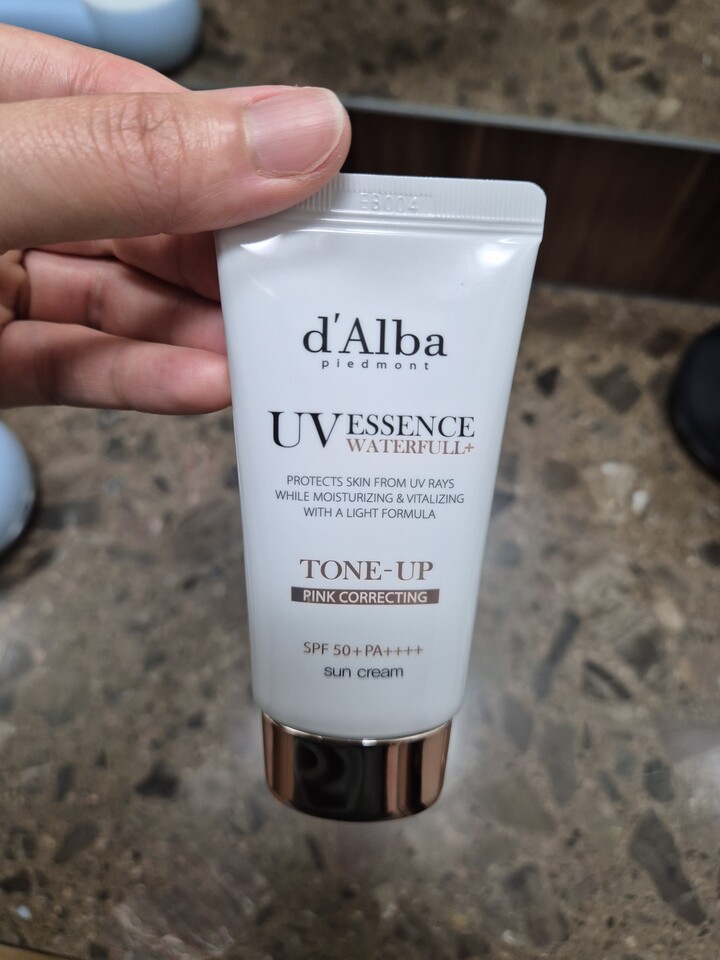 EB004
d'Alba
piedmont
UV ESSENCE
WATERFULL+
PROTECTS SKIN FROM UV RAYS
WHILE MOISTURIZING & VITALIZING
WITH A LIGHT FORMULA
TONE-UP
PINK CORRECTING
SPF 50+PA++++
sun cream